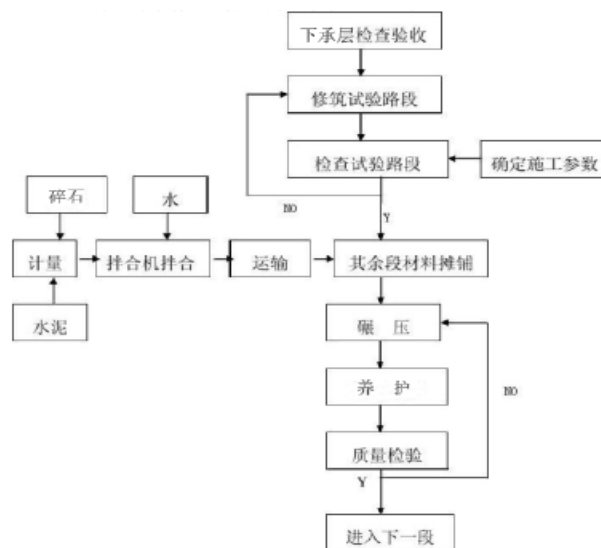 下承层检查验收
修筑试验路段
检查试验路段
确定施工参数
NO
Y
碎石
水
计量
拌合机拌合
运输
其余段材料摊铺
水泥
碾 压
养 护
NO
质量检验
Y
进入下一段